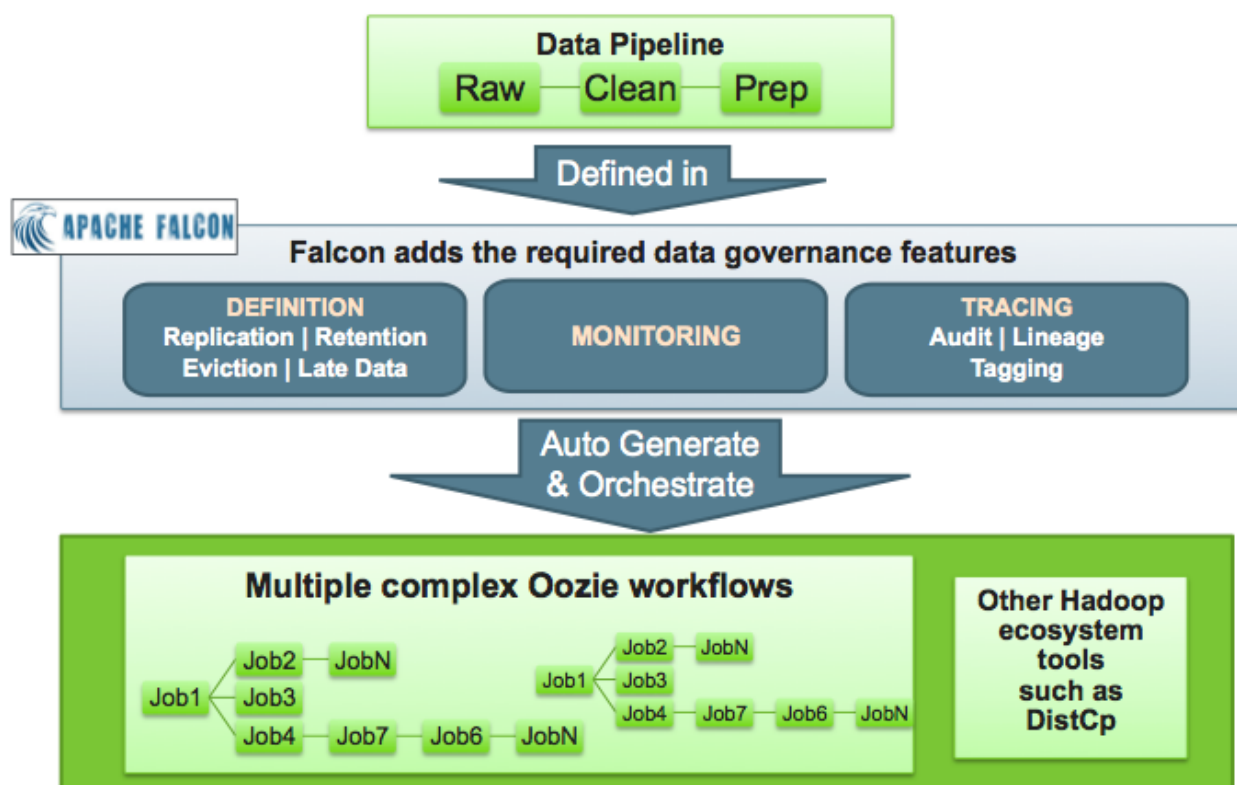 Data Pipeline
Raw Clean Prep
Defined in
APACHE FALCON
Falcon adds the required data governance features
DEFINITION
Replication | Retention
Eviction | Late Data
MONITORING
TRACING
Audit | Lineage
Tagging
Auto Generate
& Orchestrate
Multiple complex Oozie workflows
Job2 JobN
Job1 Job3
Job4 Job7 Job6 JobN
Job2 JobN
Job1 Job3
Job4 Job7 Job6 JobN
Other Hadoop
ecosystem
tools
such as
DistCp